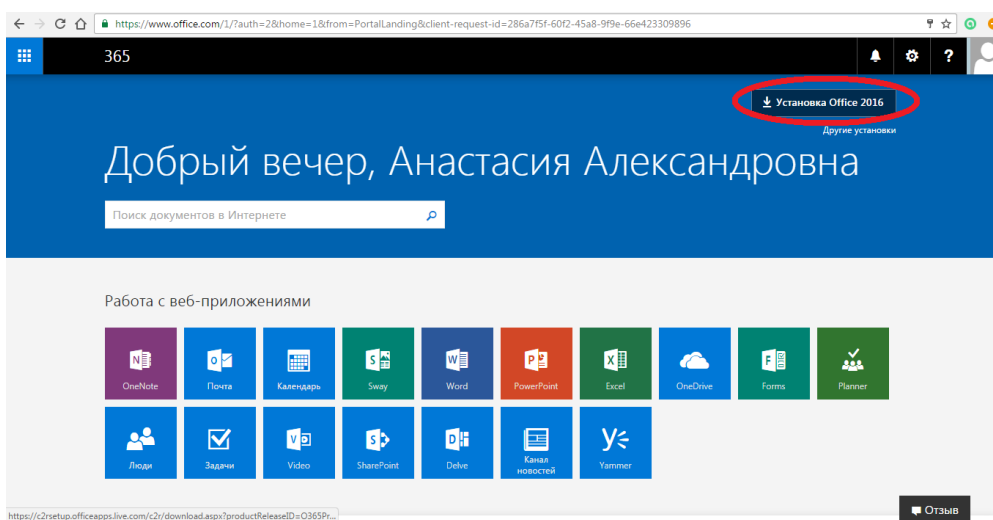 https://www.office.com/1/?auth=2&home=1&from=PortalLanding&client-request-id=286a7f5f-60f2-45a8-9f9e-66e423309896
365
?
Установка Office 2016
Другие установки
Добрый вечер, Анастасия Александровна
Поиск документов в Интернете
Работа с веб-приложениями
OneNote Почта Календарь Sway Word PowerPoint Excel OneDrive Forms Planner
Люди Задачи Video SharePoint Delve Канал новостей Yammer
Отзыв
https://c2rsetup.officeapps.live.com/c2r/download.aspx?productReleaseID=O365Pr...